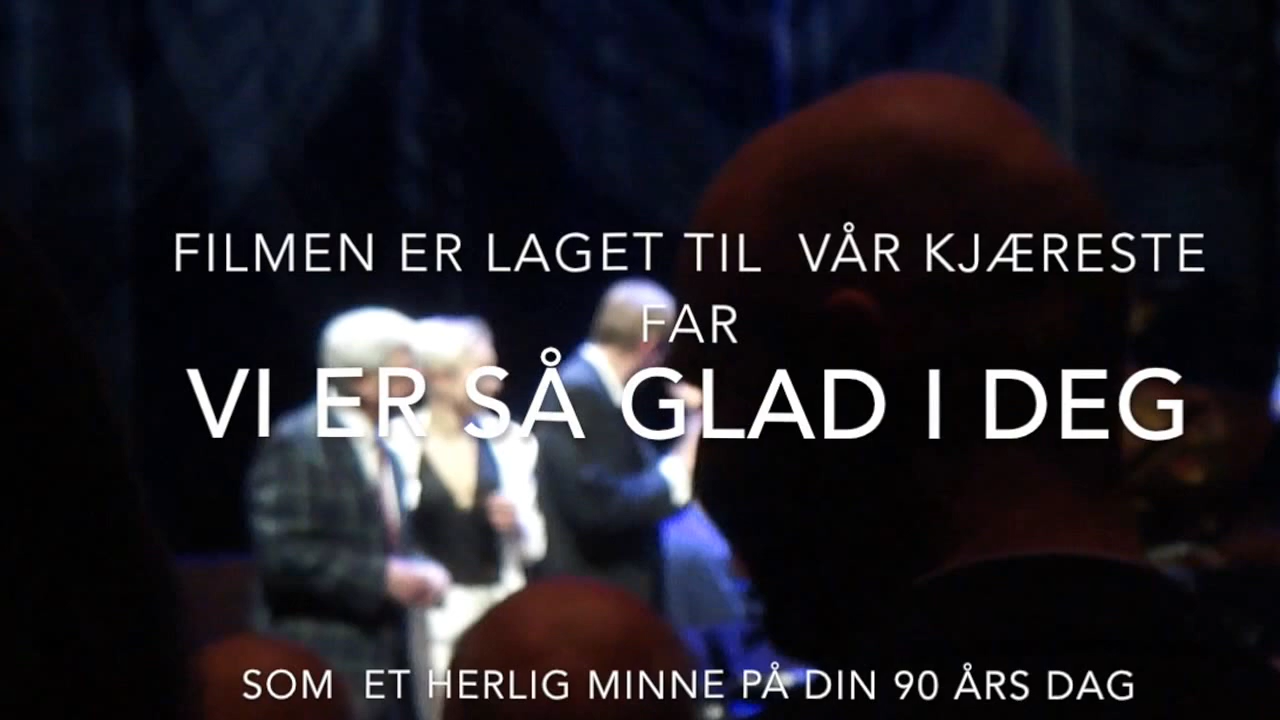 FILMEN ER LAGET TIL VÅR KJÆRESTE
FAR
VI ER SÅ GLAD I DEG
SOM ET HERLIG MINNE PÅ DIN 90 ÅRS DAG